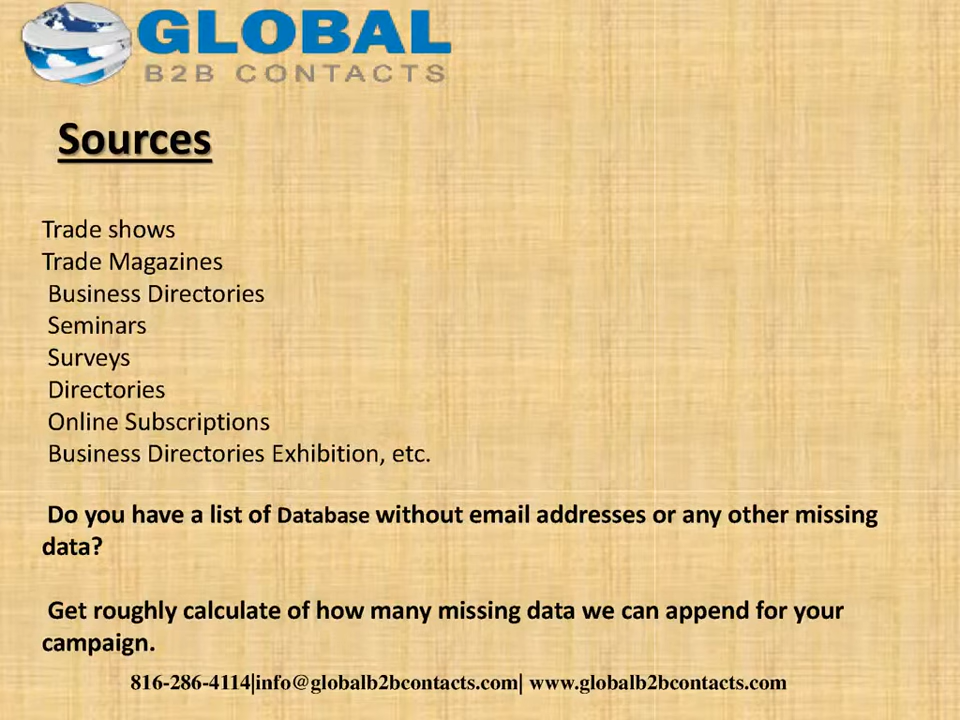 GLOBAL
B2B CONTACTS
Sources
Trade shows
Trade Magazines
Business Directories
Seminars
Surveys
Directories
Online Subscriptions
Business Directories Exhibition, etc.
Do you have a list of Database without email addresses or any other missing
data?
Get roughly calculate of how many missing data we can append for your
campaign.
816-286-4114|info@globalb2bcontacts.com| www.globalb2bcontacts.com